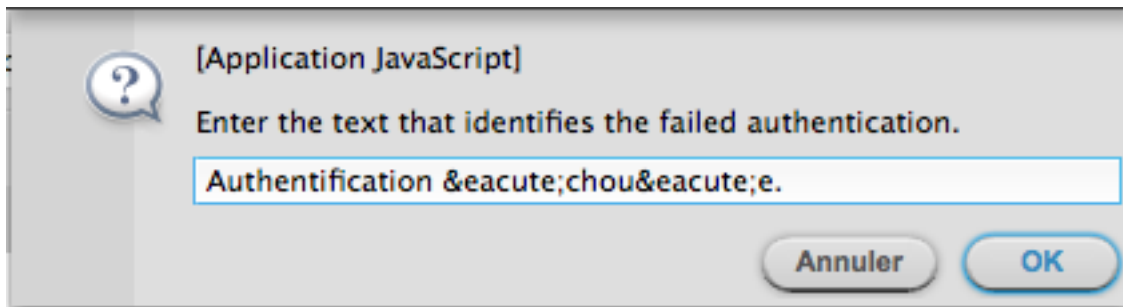 [Application JavaScript]
Enter the text that identifies the failed authentication.
Authentification &eacute;chou&eacute;e.
Annuler OK